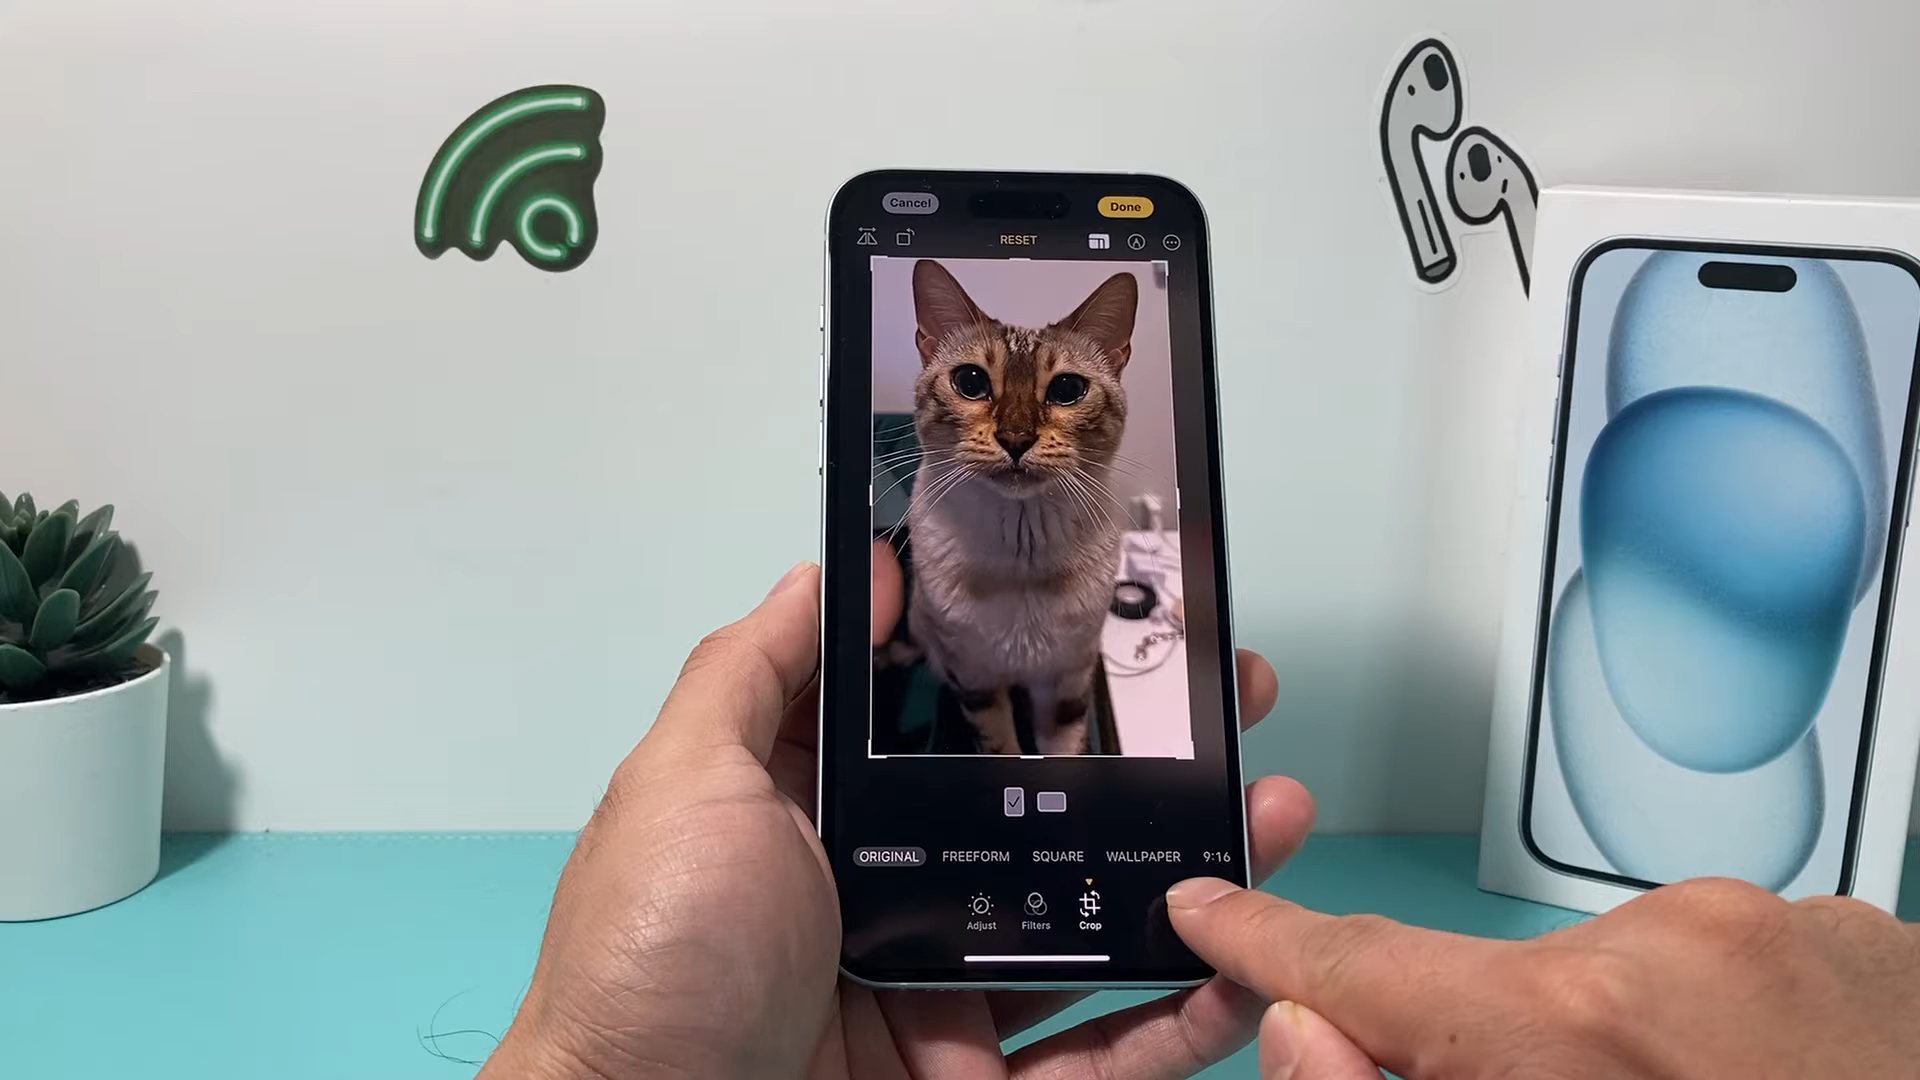 Cancel
Done
RESET
ORIGINAL FREEFORM SQUARE WALLPAPER 9:16
Adjust Filters Crop